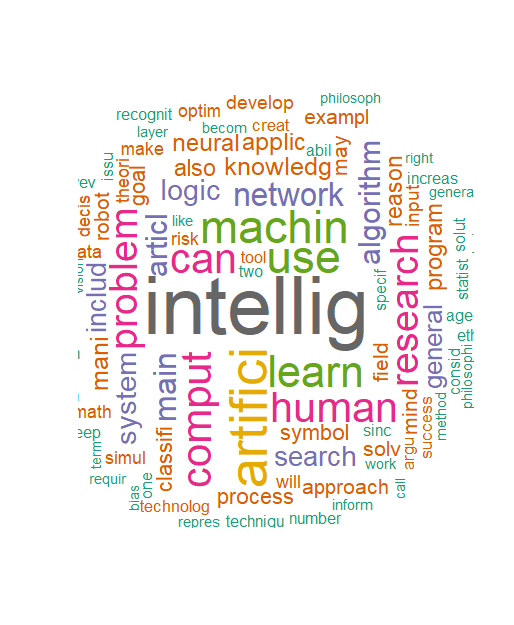 philosoph
recognit
optim
develop
layer
becom
creat
exampl
make
neural
applic
abil
may
issu
theori
goal
also
knowledg
algorithm
reason
right
increas
rev
decis
robot
logic
network
input
genera
problem
articl
like
machin
risk
can
tool
two
use
specif
research
program
statist
solut
ata
vision
includ
intellig
general
age
eth
mani
system
main
comput
artifici
learn
field
consid
philosophi
math
human
mind
success
method
eep
term
simul
classifi
symbol
sinc
solv
argu
search
work
requir
bias
one
technolog
process
will
approach
call
inform
repres
techniqu
number